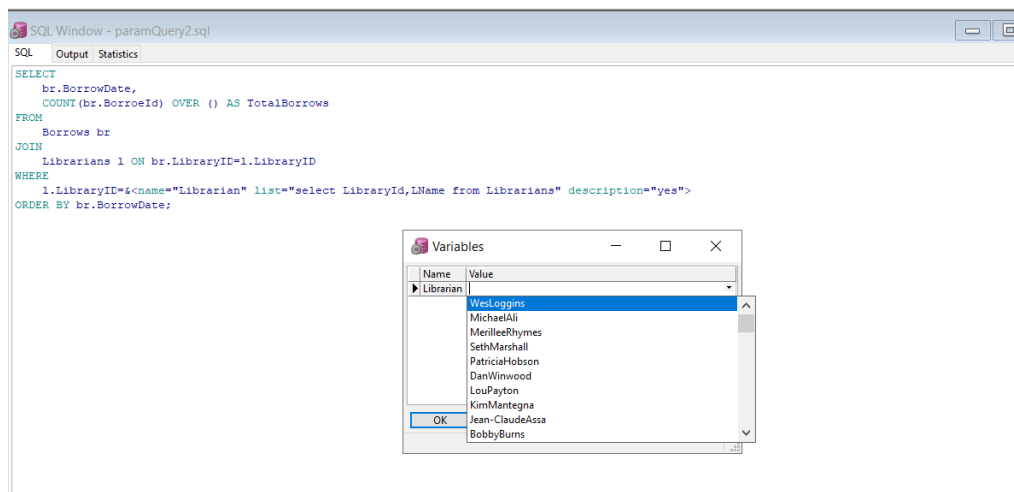 SQL Window - paramQuery2.sql
SQL Output Statistics
SELECT
br.BorrowDate,
COUNT(br.BorroeId) OVER () AS TotalBorrows
FROM
Borrows br
JOIN
Librarians l ON br.LibraryID=l.LibraryID
WHERE
l.LibraryID=&<name="Librarian" list="select LibraryId,LName from Librarians" description="yes">
ORDER BY br.BorrowDate;
Variables
Name Value
Librarian
WesLoggins
MichaelAli
MerilleeRhymes
SethMarshall
PatriciaHobson
DanWinwood
LouPayton
KimMantegna
Jean-ClaudeAssa
BobbyBurns
OK